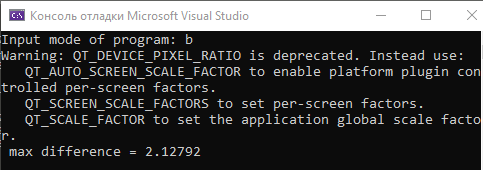 Консоль отладки Microsoft Visual Studio
Input mode of program: b
Warning: QT_DEVICE_PIXEL_RATIO is deprecated. Instead use:
   QT_AUTO_SCREEN_SCALE_FACTOR to enable platform plugin con
trolled per-screen factors.
   QT_SCREEN_SCALE_FACTORS to set per-screen factors.
   QT_SCALE_FACTOR to set the application global scale facto
r.
 max difference = 2.12792